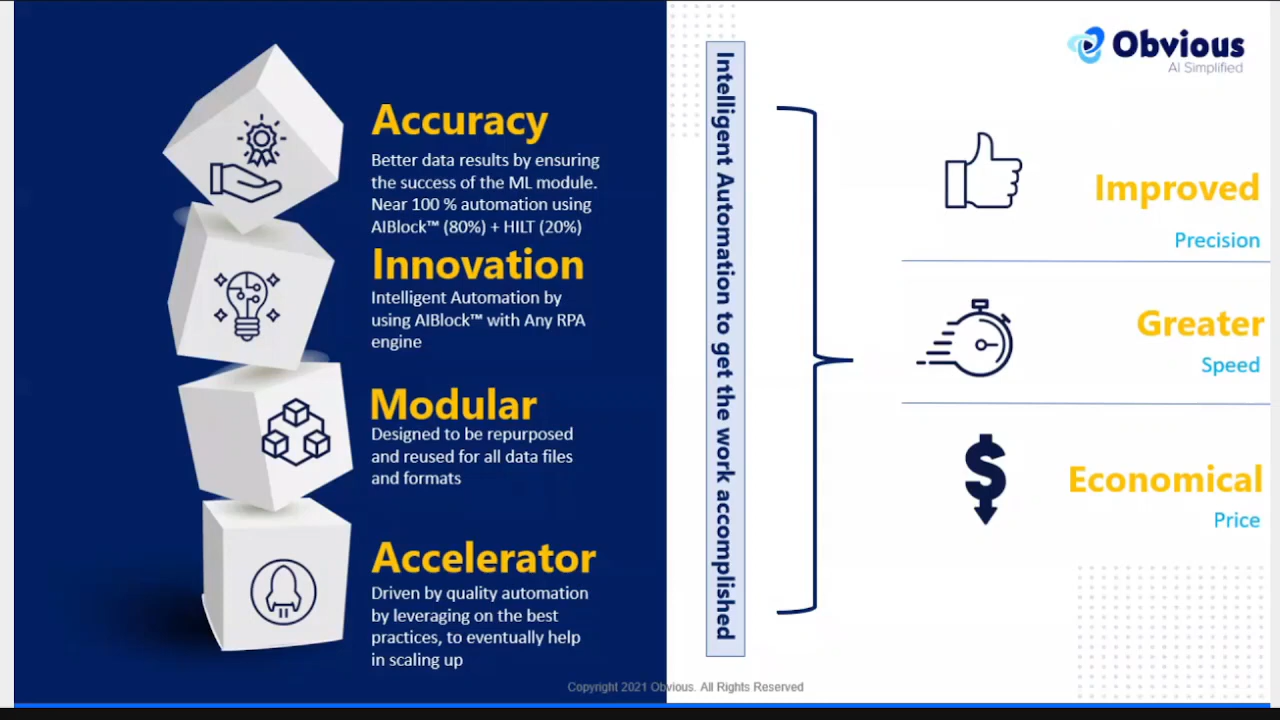 Accuracy
Better data results by ensuring
the success of the ML module.
Near 100 % automation using
AIBlock™ (80%) + HILT (20%)
Innovation
Intelligent Automation by
using AIBlock™ with Any RPA
engine
Modular
Designed to be repurposed
and reused for all data files
and formats
Accelerator
Driven by quality automation
by leveraging on the best
practices, to eventually help
in scaling up
Intelligent Automation to get the work accomplished
Obvious
AI Simplified
Improved
Precision
Greater
Speed
$
Economical
Price
Copyright 2021 Obvious. All Rights Reserved